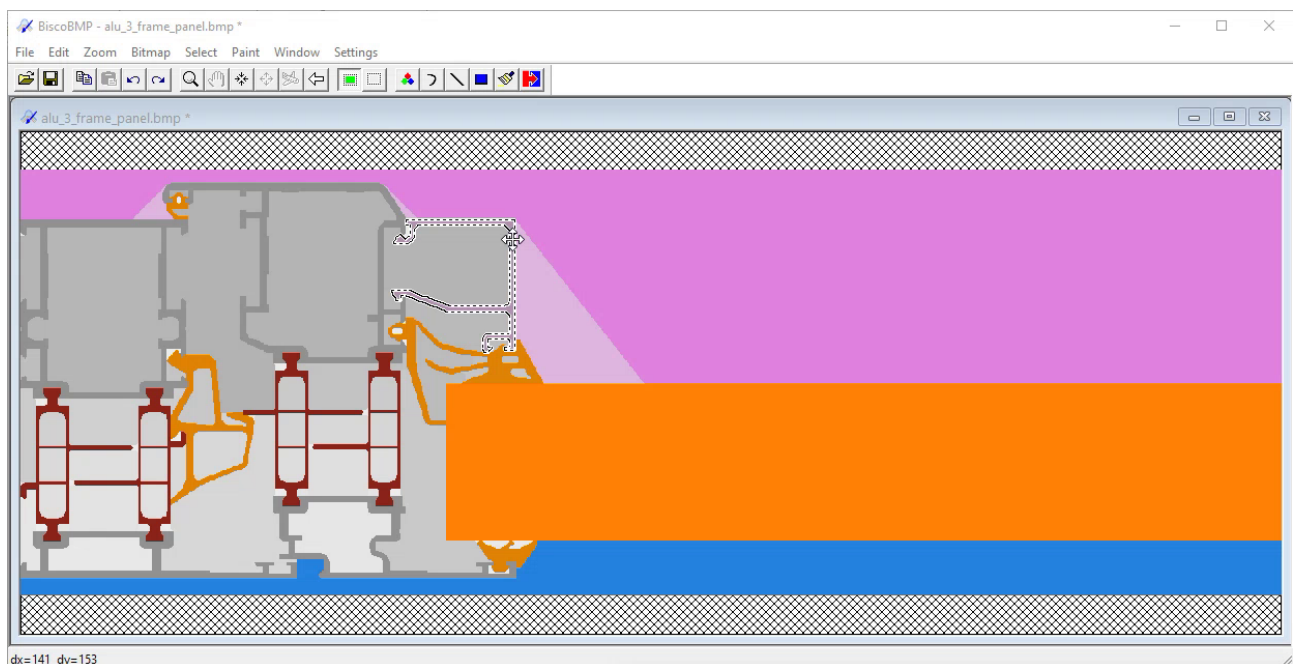 BiscoBMP - alu_3_frame_panel.bmp *
File Edit Zoom Bitmap Select Paint Window Settings
alu_3_frame_panel.bmp *
dx=141 dy=153